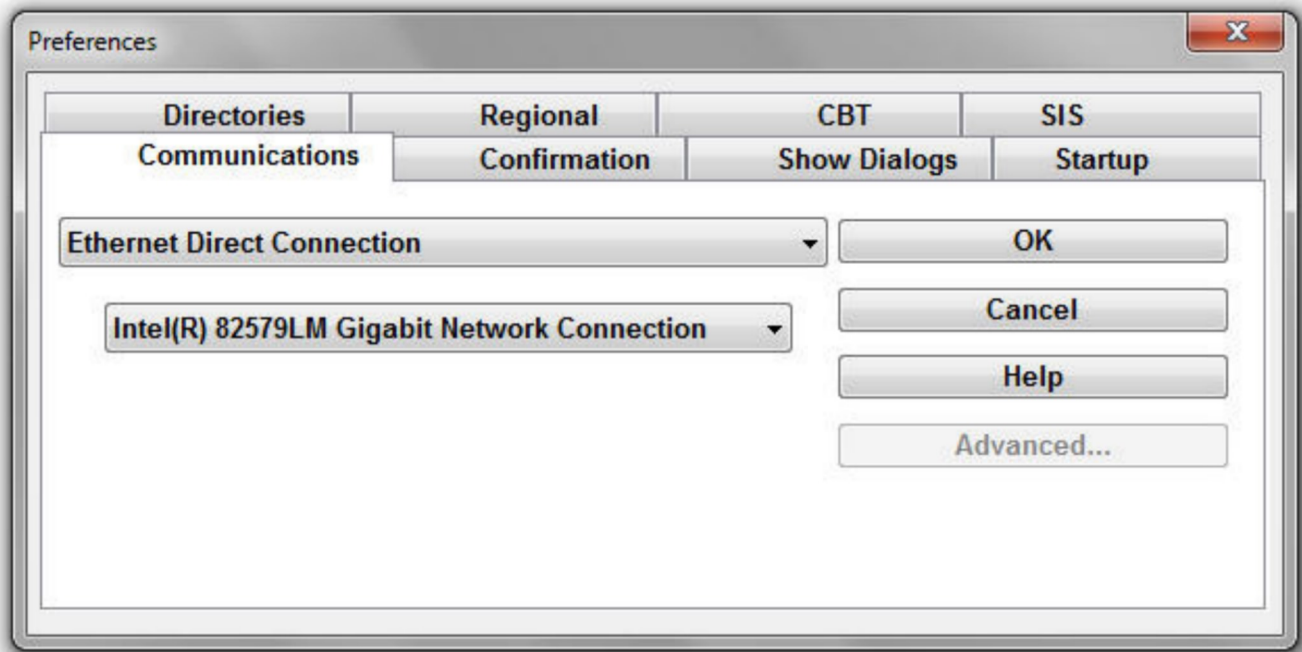 Preferences
Directories Regional CBT SIS
Communications Confirmation Show Dialogs Startup
Ethernet Direct Connection OK
Intel(R) 82579LM Gigabit Network Connection Cancel
Help
Advanced...